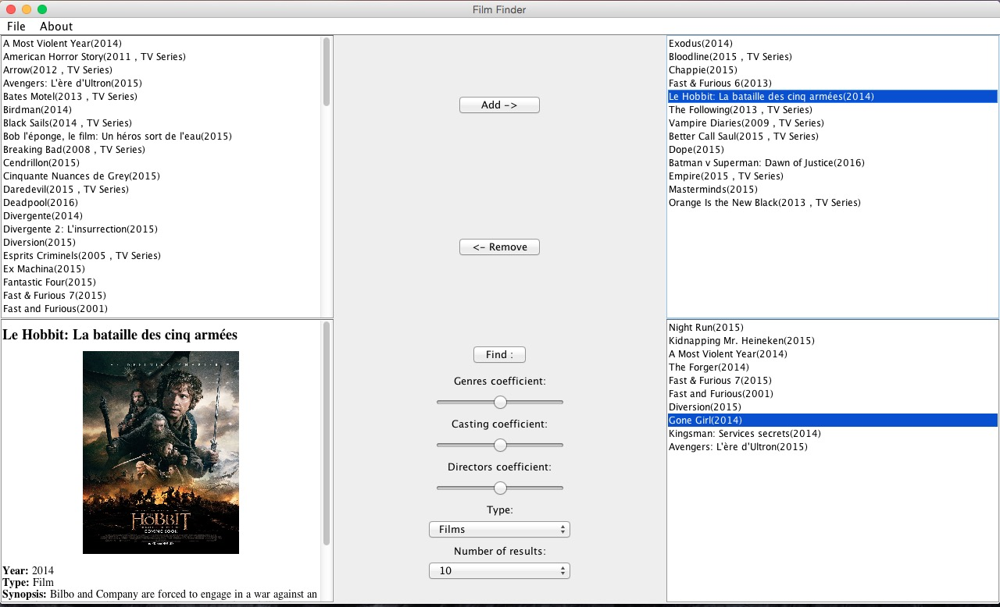 Film Finder
File About
A Most Violent Year(2014)
American Horror Story(2011 , TV Series)
Arrow(2012 , TV Series)
Avengers: L'ère d'Ultron(2015)
Bates Motel(2013 , TV Series)
Birdman(2014)
Black Sails(2014 , TV Series)
Bob l'éponge, le film: Un héros sort de l'eau(2015)
Breaking Bad(2008 , TV Series)
Cendrillon(2015)
Cinquante Nuances de Grey(2015)
Daredevil(2015 , TV Series)
Deadpool(2016)
Divergente(2014)
Divergente 2: L'insurrection(2015)
Diversion(2015)
Esprits Criminels(2005 , TV Series)
Ex Machina(2015)
Fantastic Four(2015)
Fast & Furious 7(2015)
Fast and Furious(2001)
Add ->
<- Remove
Exodus(2014)
Bloodline(2015 , TV Series)
Chappie(2015)
Fast & Furious 6(2013)
Le Hobbit: La bataille des cinq armées(2014)
The Following(2013 , TV Series)
Vampire Diaries(2009 , TV Series)
Better Call Saul(2015 , TV Series)
Dope(2015)
Batman v Superman: Dawn of Justice(2016)
Empire(2015 , TV Series)
Masterminds(2015)
Orange Is the New Black(2013 , TV Series)
Le Hobbit: La bataille des cinq armées
THE
HOBBIT
COMING SOON
Year: 2014
Type: Film
Synopsis: Bilbo and Company are forced to engage in a war against an
Find :
Genres coefficient:
Casting coefficient:
Directors coefficient:
Type:
Films
Number of results:
10
Night Run(2015)
Kidnapping Mr. Heineken(2015)
A Most Violent Year(2014)
The Forger(2014)
Fast & Furious 7(2015)
Fast and Furious(2001)
Diversion(2015)
Gone Girl(2014)
Kingsman: Services secrets(2014)
Avengers: L'ère d'Ultron(2015)